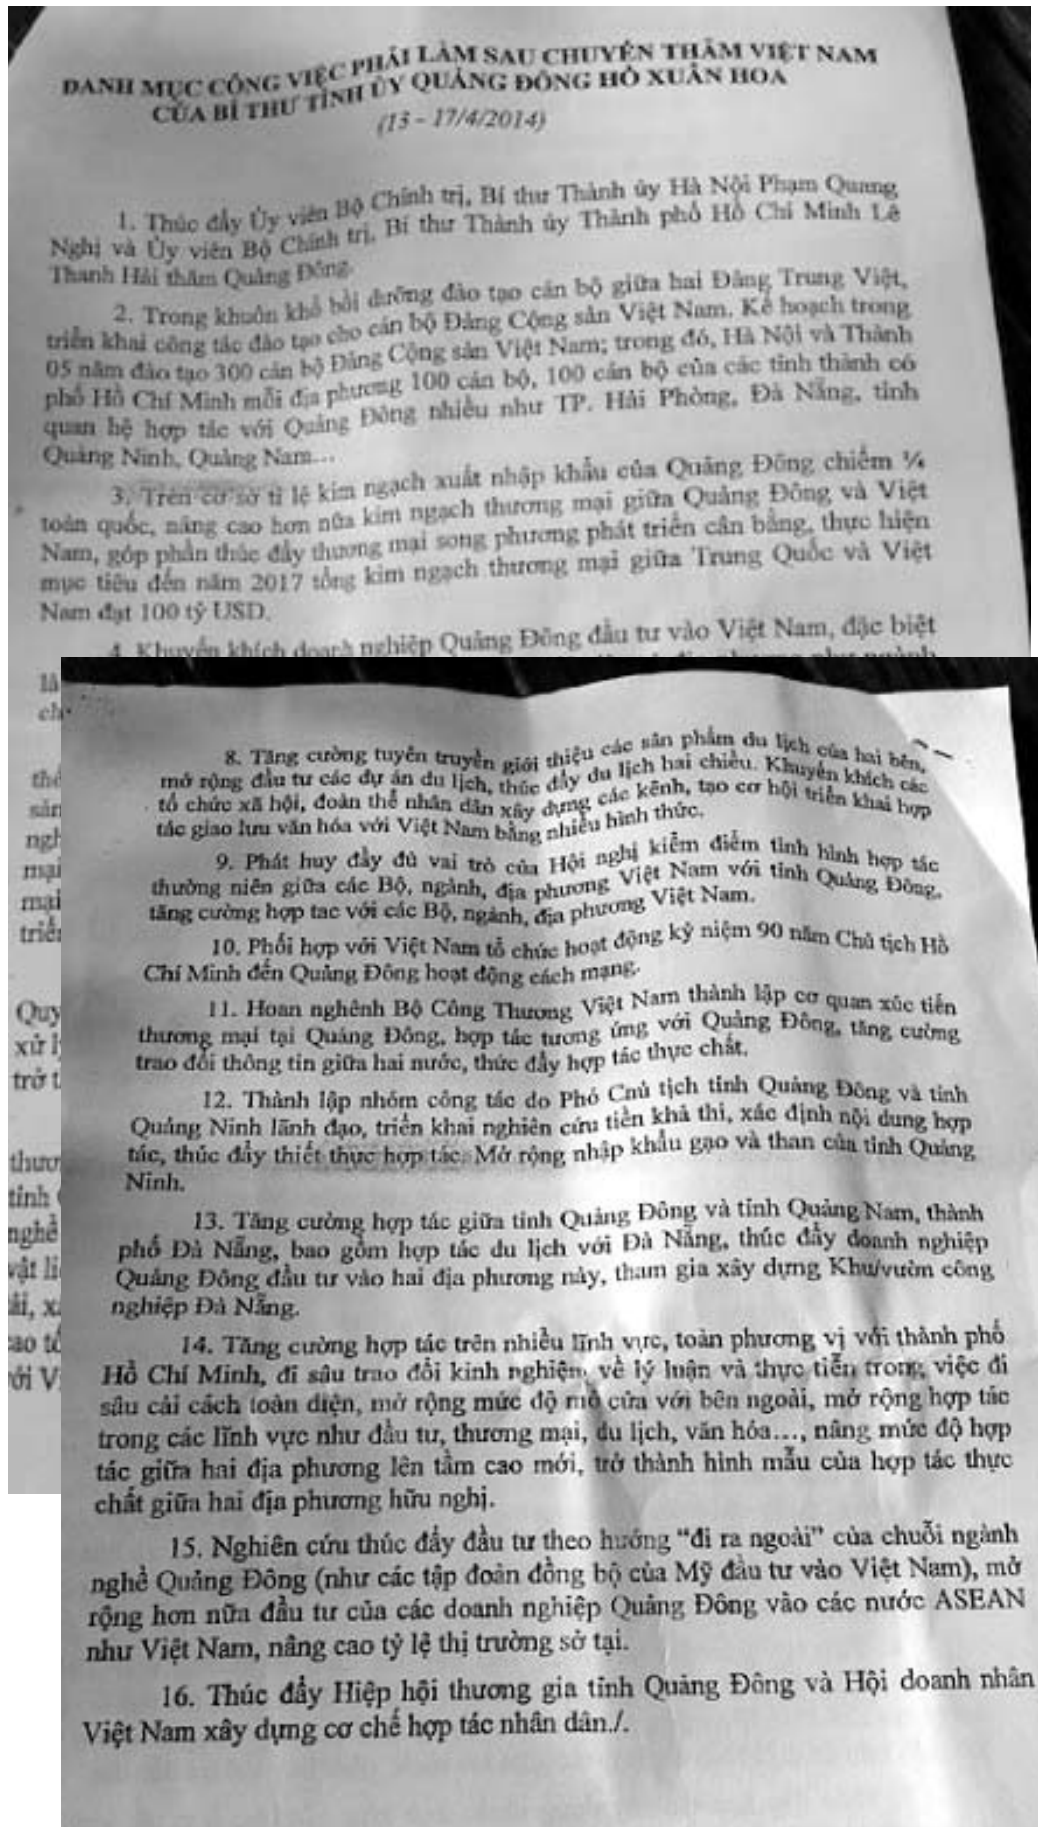 DANH MỤC CÔNG VIỆC PHẢI LÀM SAU CHUYẾN THĂM VIỆT NAM
CỦA BÍ THƯ TỈNH ỦY QUẢNG ĐÔNG HỒ XUÂN HOA
(13 – 17/4/2014)
1. Thúc đẩy Ủy viên Bộ Chính trị, Bí thư Thành ủy Hà Nội Phạm Quang
Nghị và Ủy viên Bộ Chính trị, Bí thư Thành ủy Thành phố Hồ Chí Minh Lê
Thanh Hải thăm Quảng Đông.
2. Trong khuôn khổ bồi dưỡng đào tạo cán bộ giữa hai Đảng Trung Việt,
triển khai công tác đào tạo cho cán bộ Đảng Cộng sản Việt Nam. Kế hoạch trong
05 năm đào tạo 300 cán bộ Đảng Cộng sản Việt Nam; trong đó, Hà Nội và Thành
phố Hồ Chí Minh mỗi địa phương 100 cán bộ, 100 cán bộ của các tỉnh thành có
quan hệ hợp tác với Quảng Đông nhiều như TP. Hải Phòng, Đà Nẵng, tỉnh
Quảng Ninh, Quảng Nam...
3. Trên cơ sở tỉ lệ kim ngạch xuất nhập khẩu của Quảng Đông chiếm ¼
toàn quốc, nâng cao hơn nữa kim ngạch thương mại giữa Quảng Đông và Việt
Nam, góp phần thúc đẩy thương mại song phương phát triển cân bằng, thực hiện
mục tiêu đến năm 2017 tổng kim ngạch thương mại giữa Trung Quốc và Việt
Nam đạt 100 tỷ USD.
4. Khuyến khích doanh nghiệp Quảng Đông đầu tư vào Việt Nam, đặc biệt
là
8. Tăng cường tuyên truyền giới thiệu các sản phẩm du lịch của hai bên,
mở rộng đầu tư các dự án du lịch, thúc đẩy du lịch hai chiều. Khuyến khích các
tổ chức xã hội, đoàn thể nhân dân xây dựng các kênh, tạo cơ hội triển khai hợp
tác giao lưu văn hóa với Việt Nam bằng nhiều hình thức.
9. Phát huy đầy đủ vai trò của Hội nghị kiểm điểm tình hình hợp tác
thường niên giữa các Bộ, ngành, địa phương Việt Nam với tỉnh Quảng Đông,
tăng cường hợp tac với các Bộ, ngành, địa phương Việt Nam.
10. Phối hợp với Việt Nam tổ chức hoạt động kỷ niệm 90 năm Chủ tịch Hồ
Chí Minh đến Quảng Đông hoạt động cách mạng.
11. Hoan nghênh Bộ Công Thương Việt Nam thành lập cơ quan xúc tiến
thương mại tại Quảng Đông, hợp tác tương ứng với Quảng Đông, tăng cường
trao đổi thông tin giữa hai nước, thức đẩy hợp tác thực chất.
12. Thành lập nhóm công tác do Phó Chủ tịch tỉnh Quảng Đông và tỉnh
Quảng Ninh lãnh đạo, triển khai nghiên cứu tiền khả thi, xác định nội dung hợp
tác, thúc đẩy thiết thực hợp tác. Mở rộng nhập khẩu gạo và than của tỉnh Quảng
Ninh.
13. Tăng cường hợp tác giữa tỉnh Quảng Đông và tỉnh Quảng Nam, thành
phố Đà Nẵng, bao gồm hợp tác du lịch với Đà Nẵng, thúc đẩy doanh nghiệp
Quảng Đông đầu tư vào hai địa phương này, tham gia xây dựng Khu/vườn công
nghiệp Đà Nẵng.
14. Tăng cường hợp tác trên nhiều lĩnh vực, toàn phương vị với thành phố
Hồ Chí Minh, đi sâu trao đổi kinh nghiệm về lý luận và thực tiễn trong việc đi
sâu cải cách toàn diện, mở rộng mức độ mở cửa với bên ngoài, mở rộng hợp tác
trong các lĩnh vực như đầu tư, thương mại, du lịch, văn hóa..., nâng mức độ hợp
tác giữa hai địa phương lên tầm cao mới, trở thành hình mẫu của hợp tác thực
chất giữa hai địa phương hữu nghị.
15. Nghiên cứu thúc đẩy đầu tư theo hướng “đi ra ngoài” của chuỗi ngành
nghề Quảng Đông (như các tập đoàn đồng bộ của Mỹ đầu tư vào Việt Nam), mở
rộng hơn nữa đầu tư của các doanh nghiệp Quảng Đông vào các nước ASEAN
như Việt Nam, nâng cao tỷ lệ thị trường sở tại.
16. Thúc đẩy Hiệp hội thương gia tỉnh Quảng Đông và Hội doanh nhân
Việt Nam xây dựng cơ chế hợp tác nhân dân./.